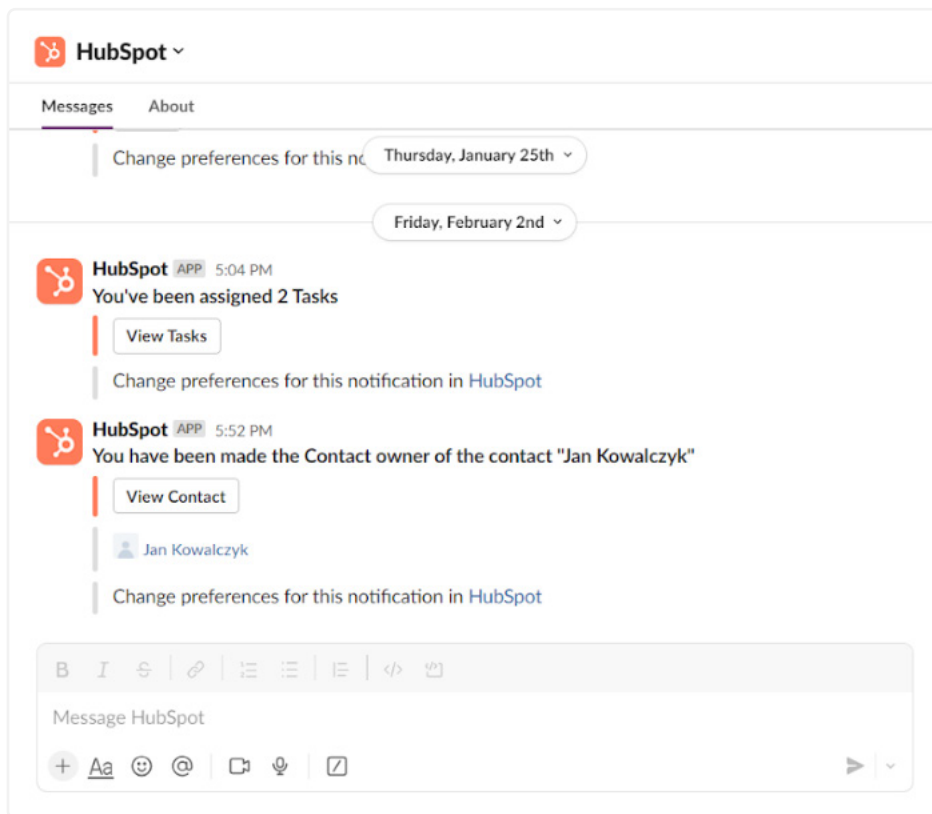 HubSpot
Messages About
Change preferences for this no
Thursday, January 25th
Friday, February 2nd
HubSpot APP 5:04 PM
You've been assigned 2 Tasks
View Tasks
Change preferences for this notification in HubSpot
HubSpot APP 5:52 PM
You have been made the Contact owner of the contact "Jan Kowalczyk"
View Contact
Jan Kowalczyk
Change preferences for this notification in HubSpot
B I S
Message HubSpot
Aa